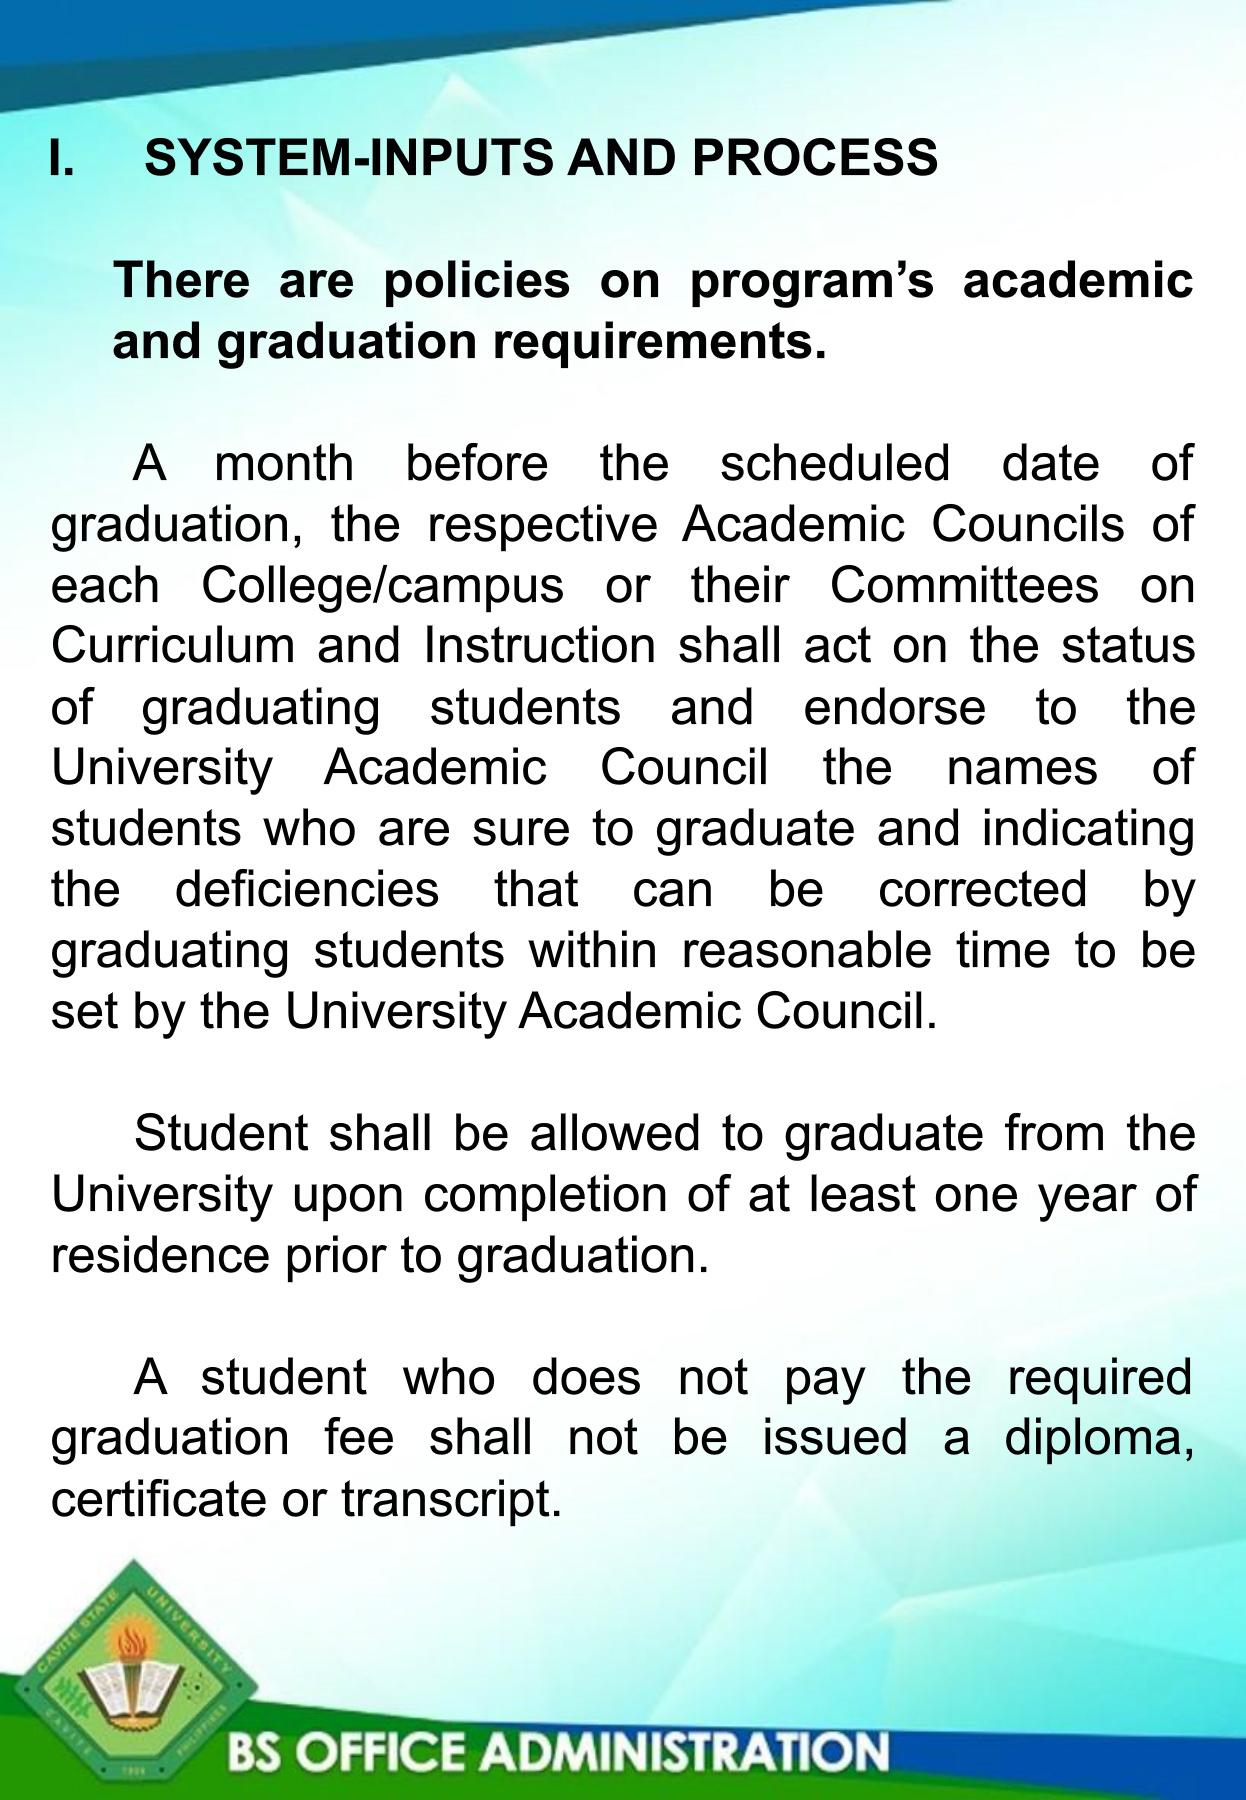 I. SYSTEM-INPUTS AND PROCESS
There are policies on program’s academic
and graduation requirements.
A month before the scheduled date of
graduation, the respective Academic Councils of
each College/campus or their Committees on
Curriculum and Instruction shall act on the status
of graduating students and endorse to the
University Academic Council the names of
students who are sure to graduate and indicating
the deficiencies that can be corrected by
graduating students within reasonable time to be
set by the University Academic Council.
Student shall be allowed to graduate from the
University upon completion of at least one year of
residence prior to graduation.
A student who does not pay the required
graduation fee shall not be issued a diploma,
certificate or transcript.
CAVITE STATE UNIVERSITY
CAVITE PHILIPPINES
1906
BS OFFICE ADMINISTRATION